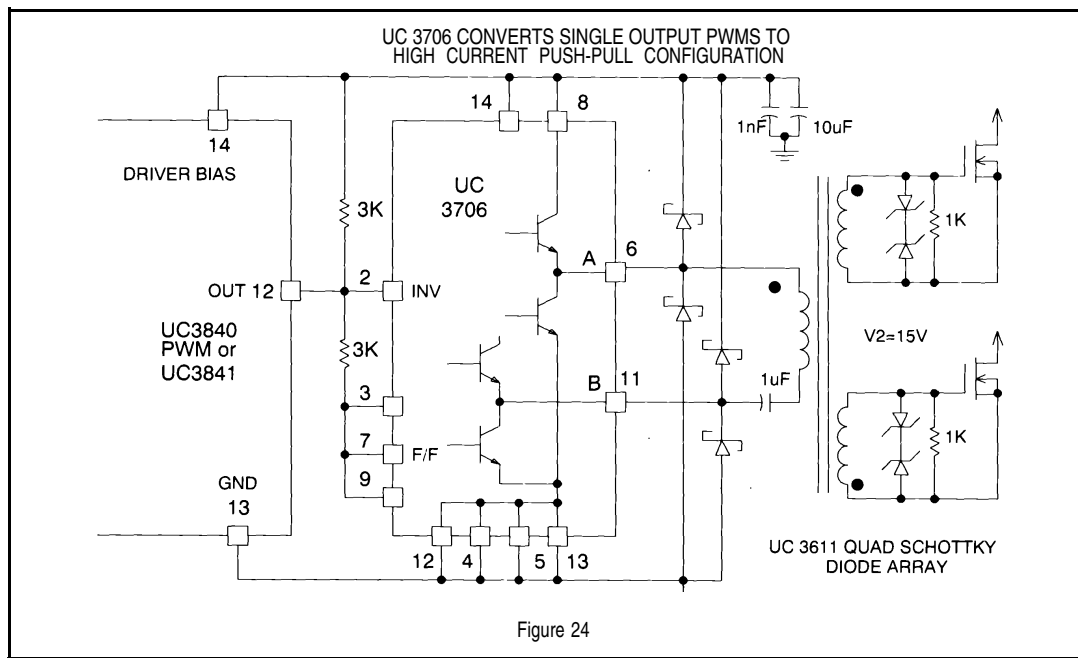 UC 3706 CONVERTS SINGLE OUTPUT PWMS TO
HIGH CURRENT PUSH-PULL CONFIGURATION
14
8
14
1nF
10uF
DRIVER BIAS
UC
3706
3K
1K
A
6
2
OUT 12
INV
UC3840
PWM or
UC3841
3K
V2=15V
B
11
1uF
3
7
F/F
1K
9
GND
13
12
4
5
13
UC 3611 QUAD SCHOTTKY
DIODE ARRAY
Figure 24